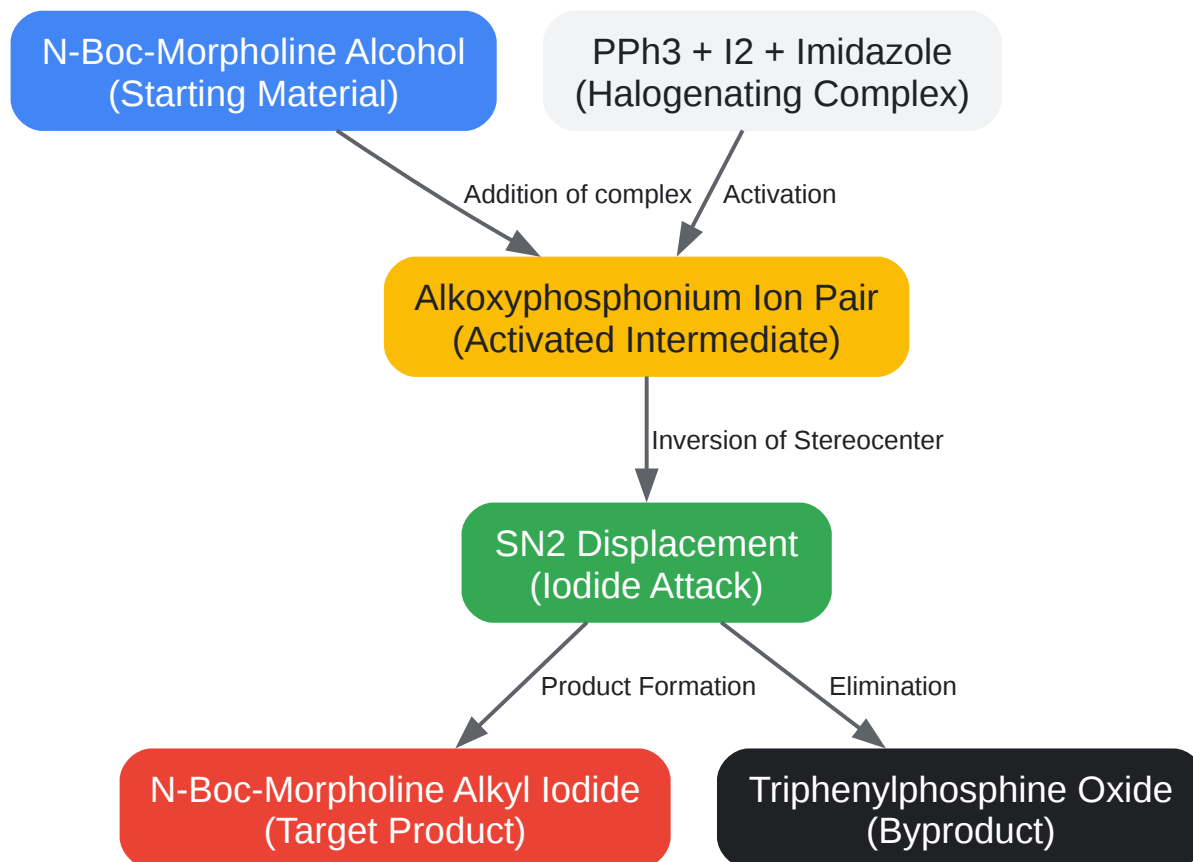 N-Boc-Morpholine Alcohol
(Starting Material)
PPh3 + I2 + Imidazole
(Halogenating Complex)
Addition of complex
Activation
Alkoxyphosphonium Ion Pair
(Activated Intermediate)
Inversion of Stereocenter
SN2 Displacement
(Iodide Attack)
Product Formation
Elimination
N-Boc-Morpholine Alkyl Iodide
(Target Product)
Triphenylphosphine Oxide
(Byproduct)